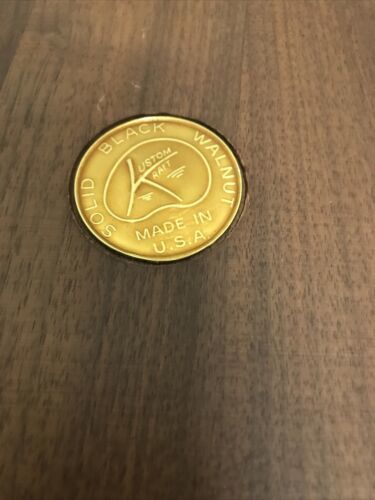 SOLID BLACK WALNUT
KUSTOM
KRAFT
MADE IN
U.S.A.